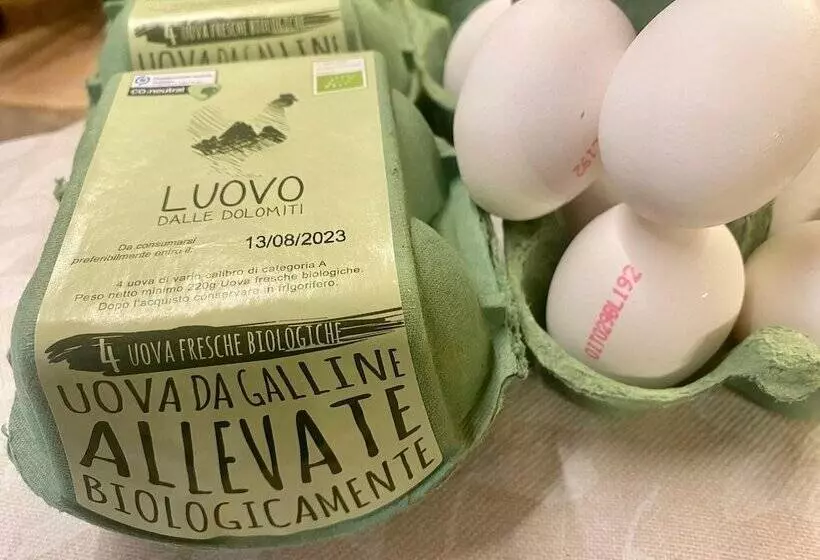 4 UOVA FRESCHE BIOLOGICHE
UOVA DA GALLINE
CO2 neutral
LUOVO
DALLE DOLOMITI
Da consumarsi
preferibilmente entro il:
13/08/2023
4 uova di vario calibro di categoria A
Peso netto minimo 220g Uova fresche biologiche.
Dopo l'acquisto conservare in frigorifero.
4 UOVA FRESCHE BIOLOGICHE
UOVA DA GALLINE
ALLEVATE
BIOLOGICAMENTE
L192
0IT029BL192